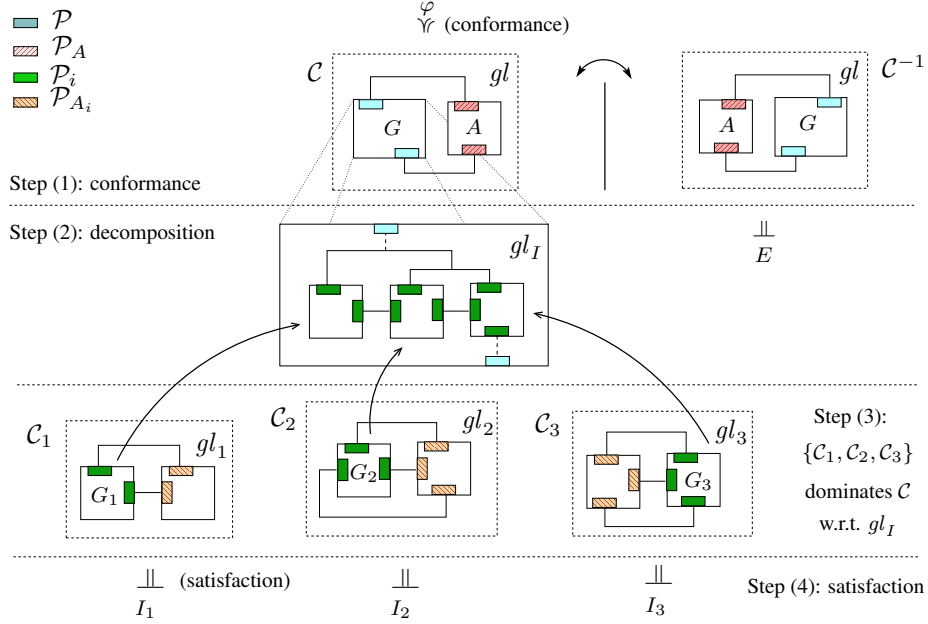 𝒫
𝒫_A
𝒫_i
𝒫_{A_i}
φ
(conformance)
𝒞
gl
G
A
gl
𝒞^{-1}
A
G
Step (1): conformance
Step (2): decomposition
E
gl_I
𝒞_1
gl_1
G_1
𝒞_2
gl_2
G_2
𝒞_3
gl_3
G_3
Step (3):
{𝒞_1, 𝒞_2, 𝒞_3}
dominates 𝒞
w.r.t. gl_I
(satisfaction)
I_1
I_2
I_3
Step (4): satisfaction